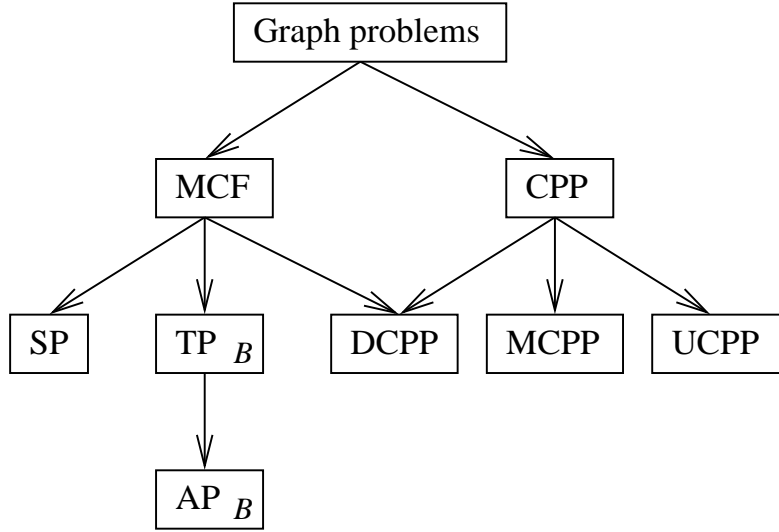 Graph problems
MCF
CPP
SP
TP B
DCPP
MCPP
UCPP
AP B